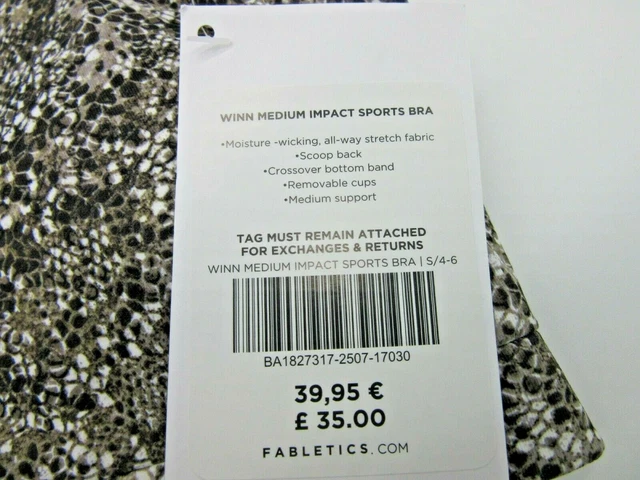 WINN MEDIUM IMPACT SPORTS BRA
•Moisture -wicking, all-way stretch fabric
•Scoop back
•Crossover bottom band
•Removable cups
•Medium support
TAG MUST REMAIN ATTACHED
FOR EXCHANGES & RETURNS
WINN MEDIUM IMPACT SPORTS BRA | S/4-6
BA1827317-2507-17030
39,95 €
£ 35.00
FABLETICS.COM